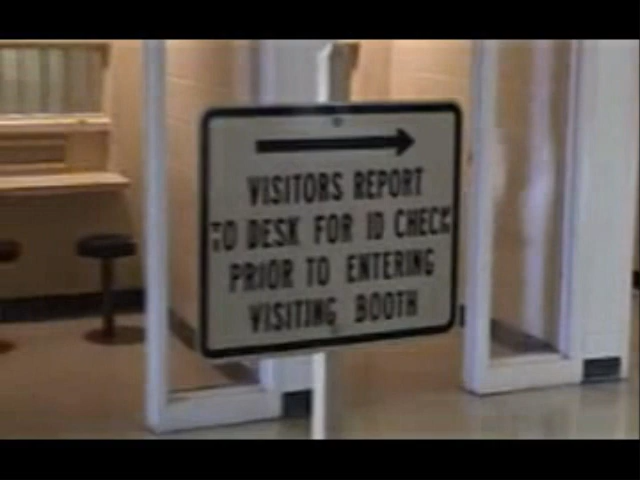 VISITORS REPORT
TO DESK FOR ID CHECK
PRIOR TO ENTERING
VISITING BOOTH